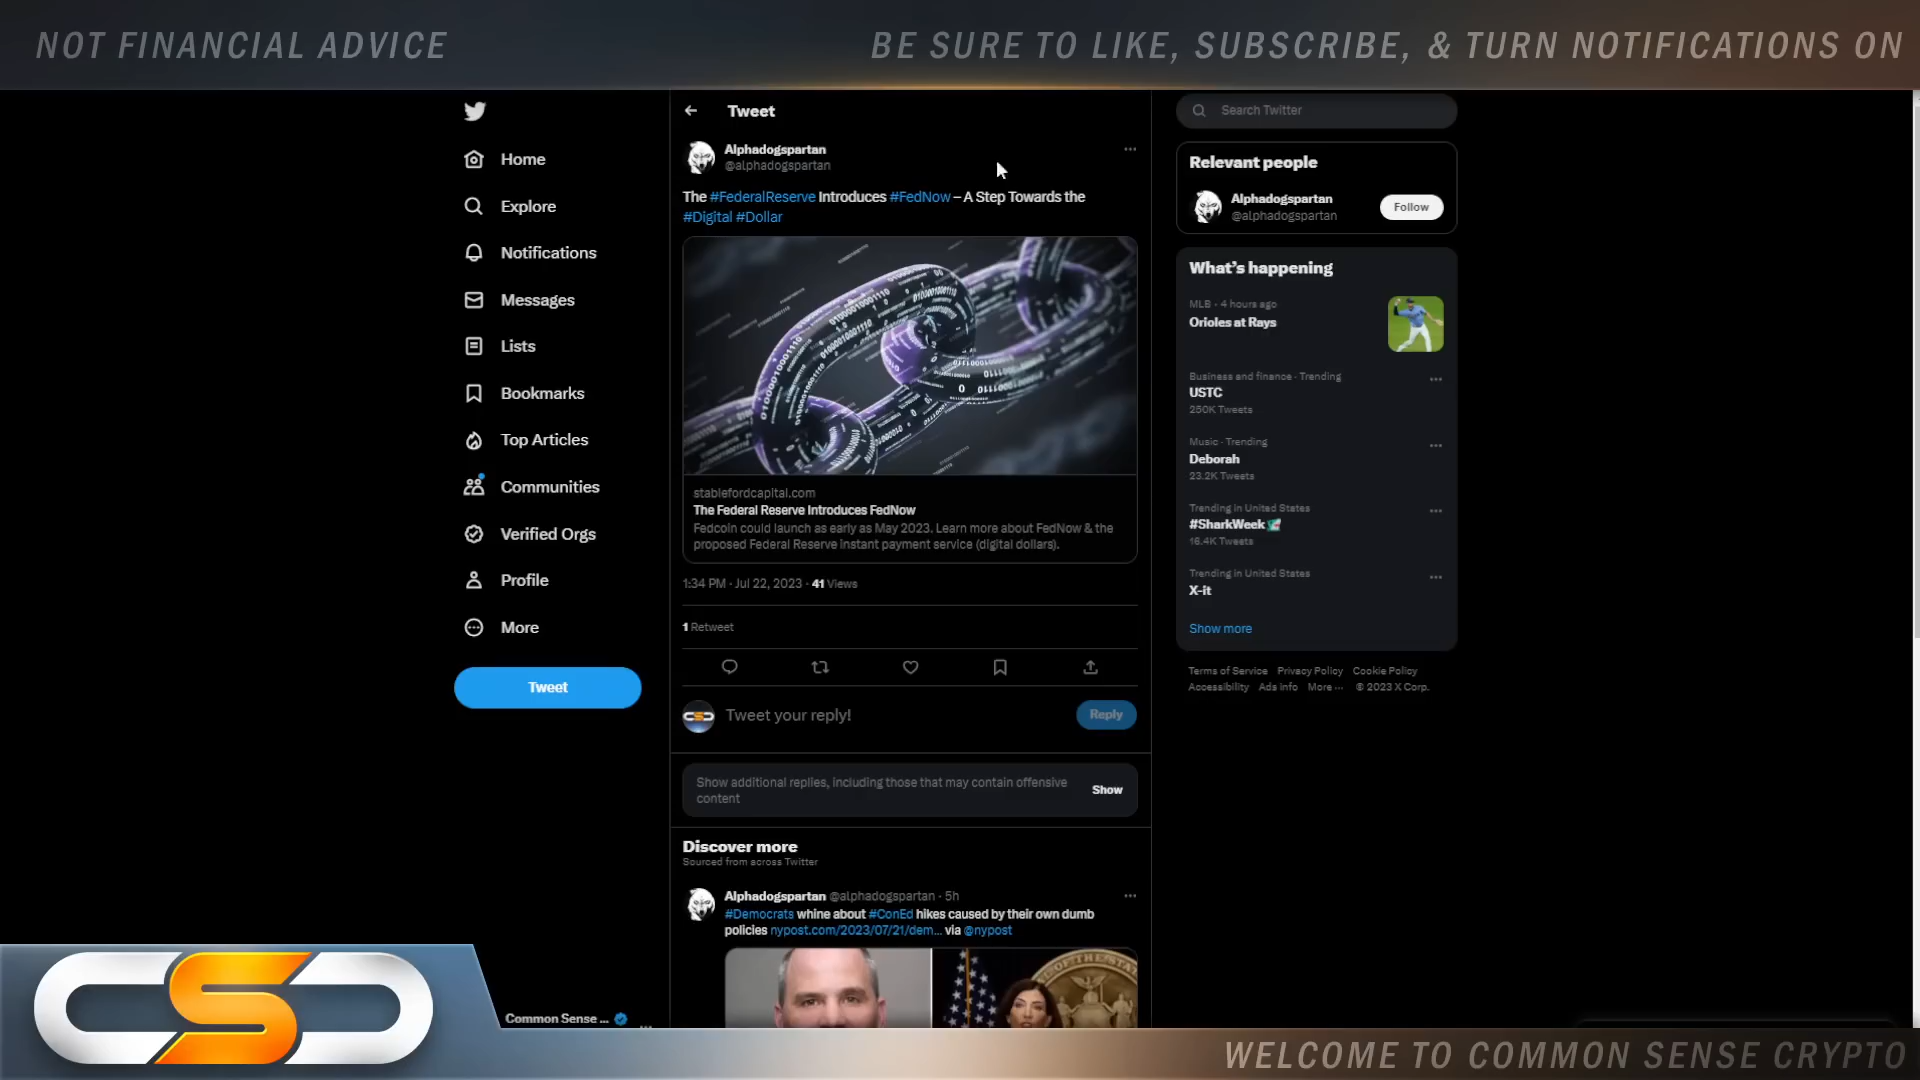 NOT FINANCIAL ADVICE
BE SURE TO LIKE, SUBSCRIBE, & TURN NOTIFICATIONS ON
Home
Explore
Notifications
Messages
Lists
Bookmarks
Top Articles
Communities
Verified Orgs
Profile
More
Tweet
Common Sense ...
Tweet
Alphadogspartan
@alphadogspartan
The #FederalReserve Introduces #FedNow – A Step Towards the
#Digital #Dollar
stablefordcapital.com
The Federal Reserve Introduces FedNow
Fedcoin could launch as early as May 2023. Learn more about FedNow & the
proposed Federal Reserve instant payment service (digital dollars).
1:34 PM · Jul 22, 2023 · 41 Views
1 Retweet
Tweet your reply!
Reply
Show additional replies, including those that may contain offensive
content
Show
Discover more
Sourced from across Twitter
Alphadogspartan @alphadogspartan · 5h
#Democrats whine about #ConEd hikes caused by their own dumb
policies nypost.com/2023/07/21/dem... via @nypost
Search Twitter
Relevant people
Alphadogspartan
@alphadogspartan
Follow
What's happening
MLB · 4 hours ago
Orioles at Rays
Business and finance · Trending
USTC
250K Tweets
Music · Trending
Deborah
23.2K Tweets
Trending in United States
#SharkWeek
16.4K Tweets
Trending in United States
X-it
Show more
Terms of Service Privacy Policy Cookie Policy
Accessibility Ads info More ··· © 2023 X Corp.
CSC
WELCOME TO COMMON SENSE CRYPTO